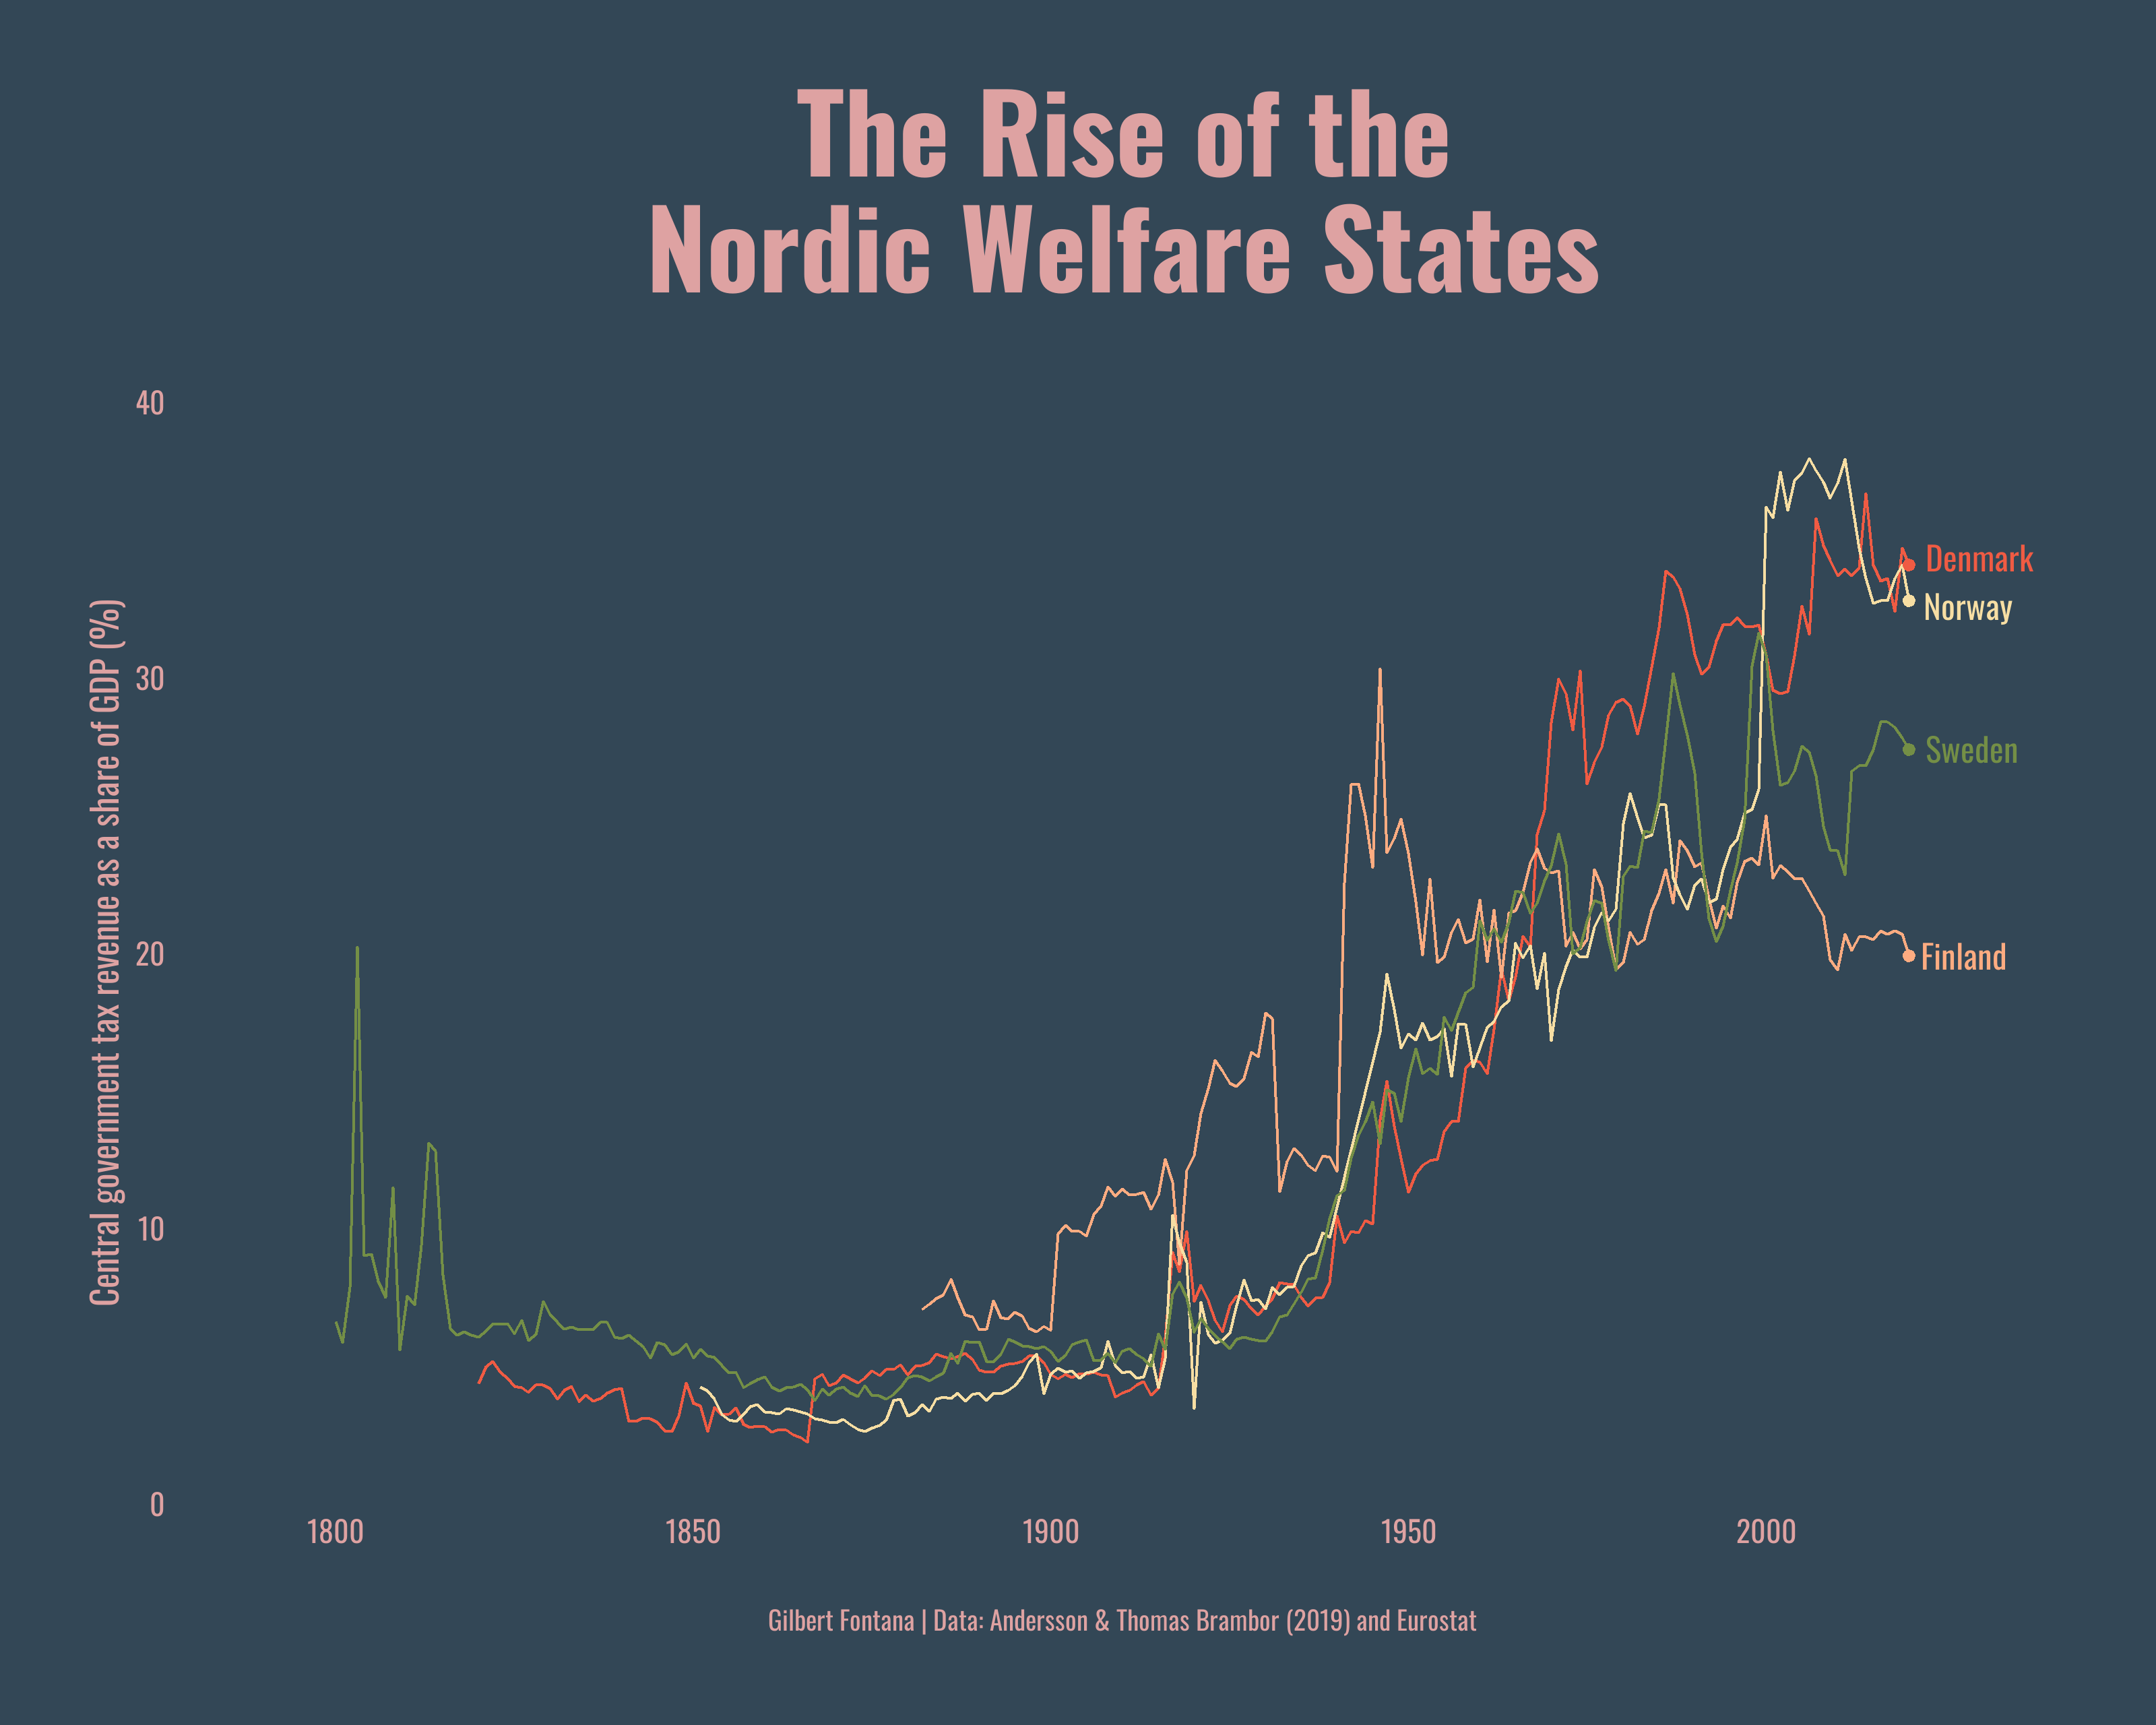 The Rise of the
Nordic Welfare States
Central government tax revenue as a share of GDP (%)
40
30
20
10
0
Denmark
Norway
Sweden
Finland
1800 1850 1900 1950 2000
Gilbert Fontana | Data: Andersson & Thomas Brambor (2019) and Eurostat